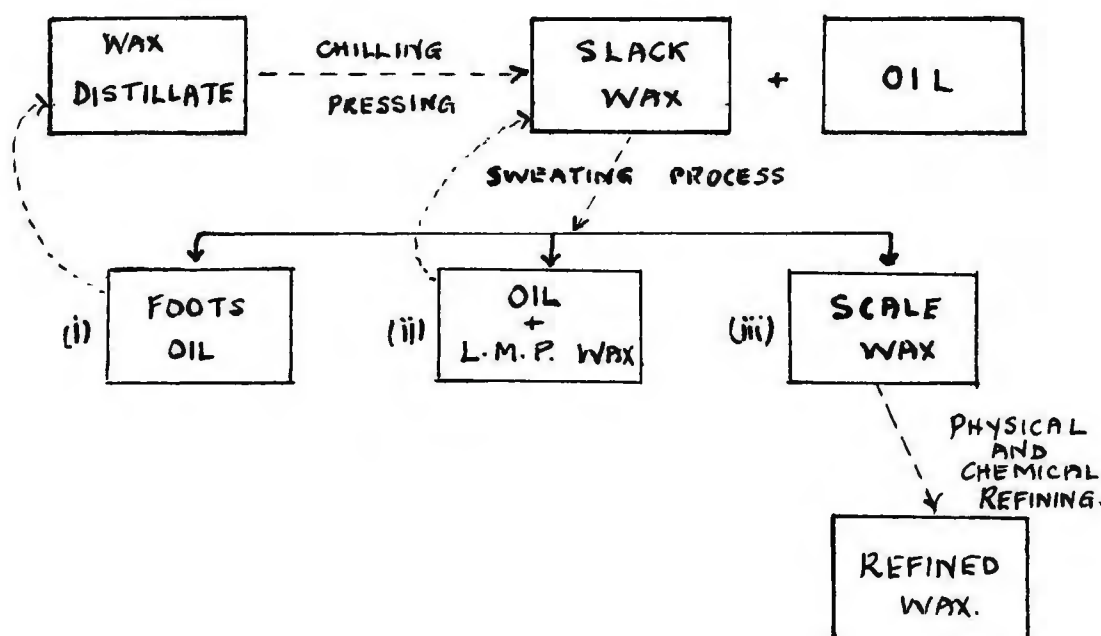 WAX
DISTILLATE
CHILLING
PRESSING
SLACK
WAX
+
OIL
SWEATING PROCESS
(i)
FOOTS
OIL
(ii)
OIL
+
L.M.P. WAX
(iii)
SCALE
WAX
PHYSICAL
AND
CHEMICAL
REFINING.
REFINED
WAX.